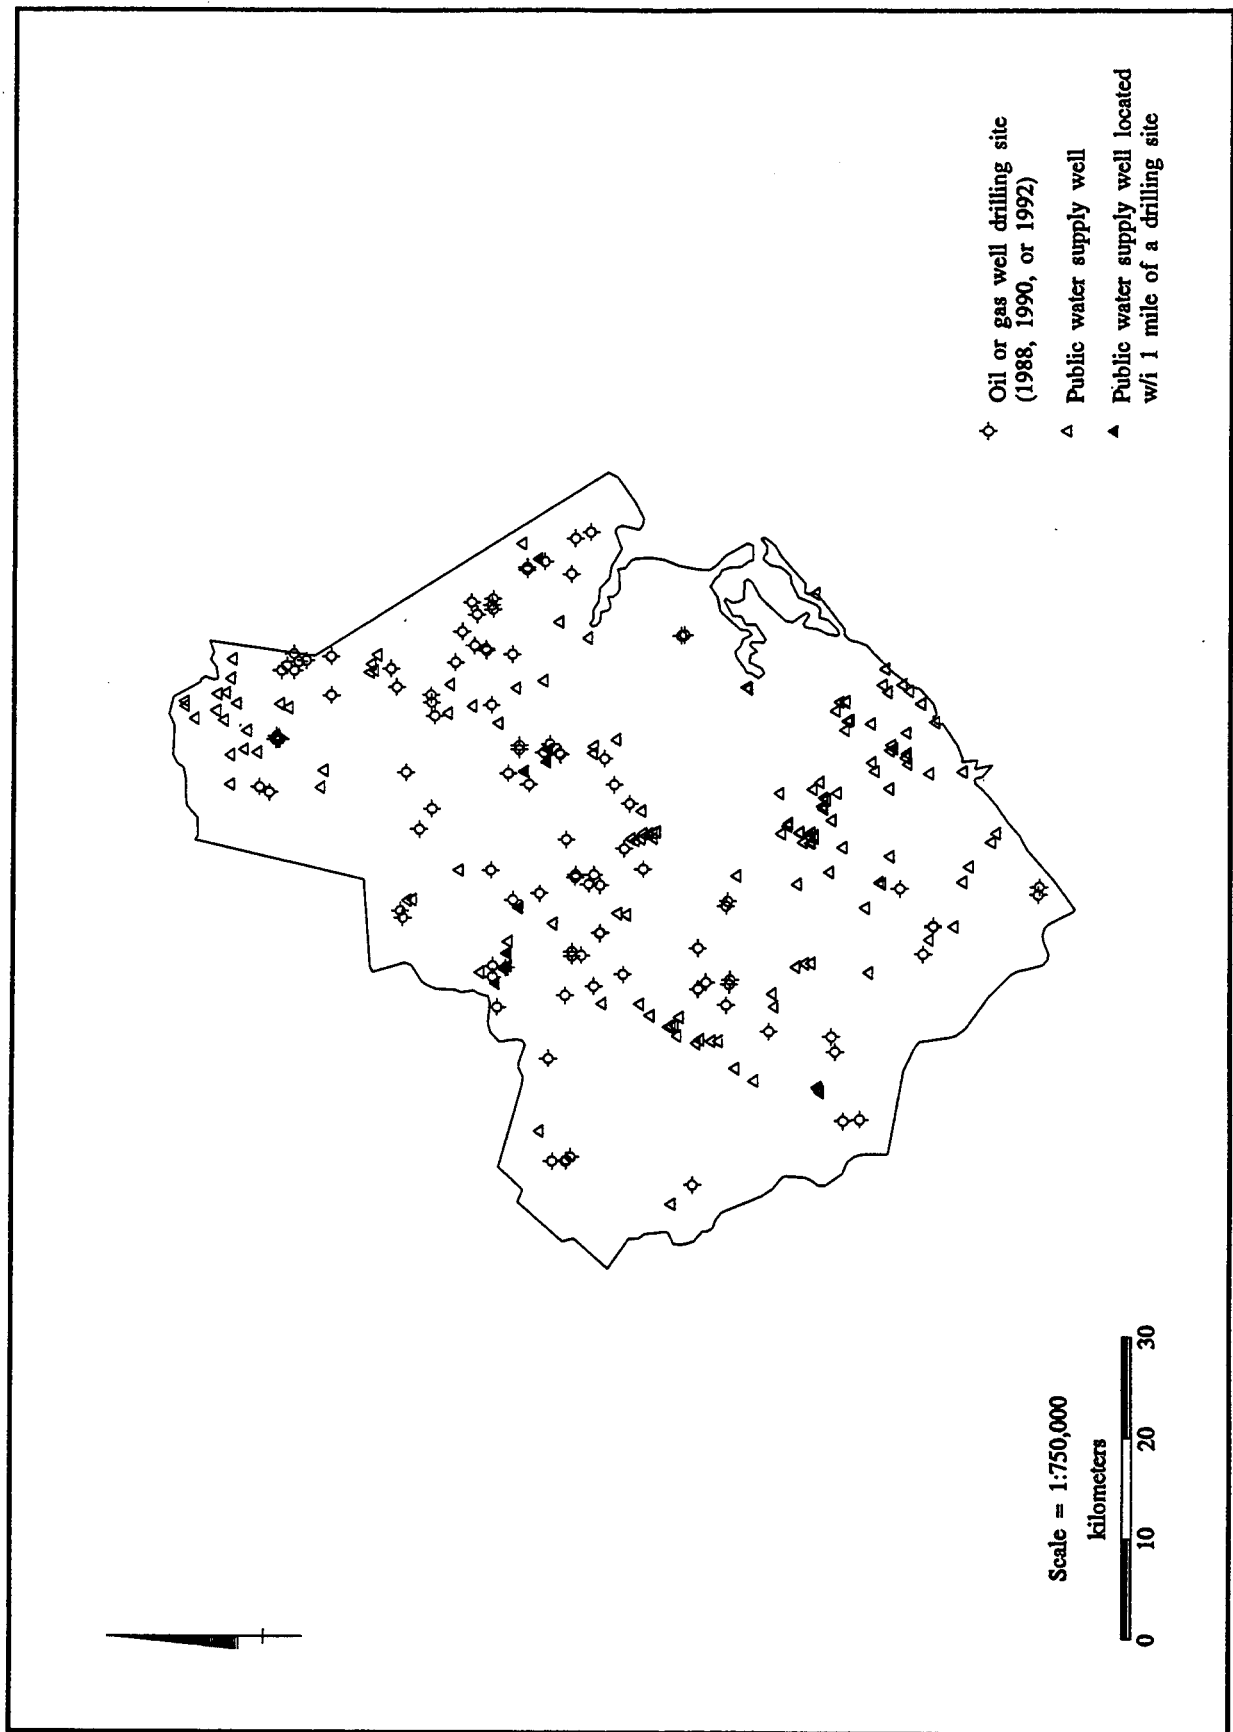 Oil or gas well drilling site
(1988, 1990, or 1992)
Public water supply well
Public water supply well located
w/i 1 mile of a drilling site
Scale = 1:750,000
kilometers
0 10 20 30